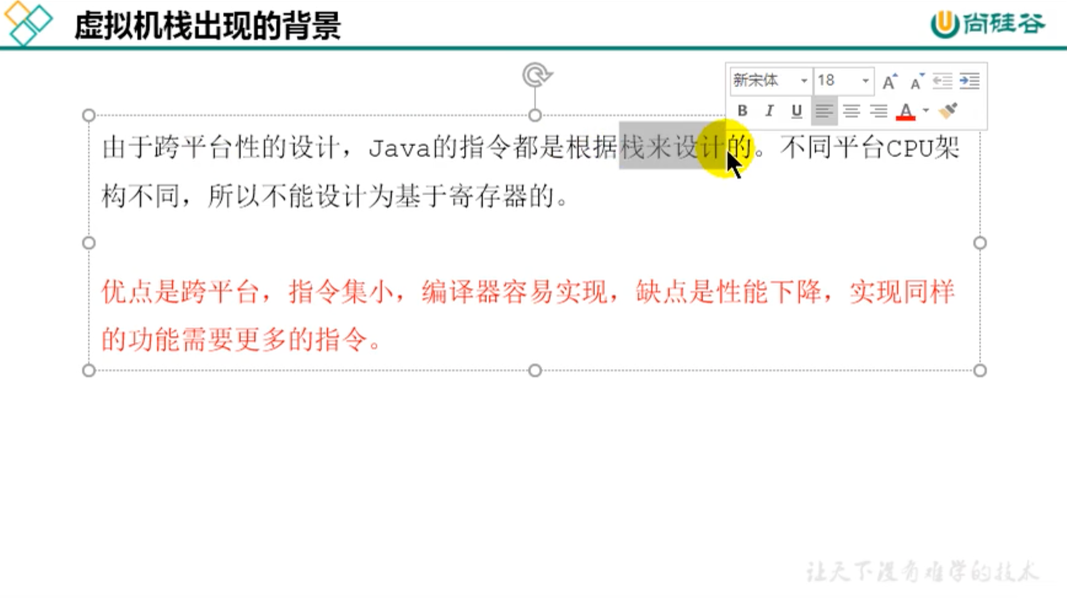 虚拟机栈出现的背景
尚硅谷
新宋体 18 A A
B I U A
由于跨平台性的设计，Java的指令都是根据栈来设计的。不同平台CPU架
构不同，所以不能设计为基于寄存器的。
优点是跨平台，指令集小，编译器容易实现，缺点是性能下降，实现同样
的功能需要更多的指令。
让天下没有难学的技术